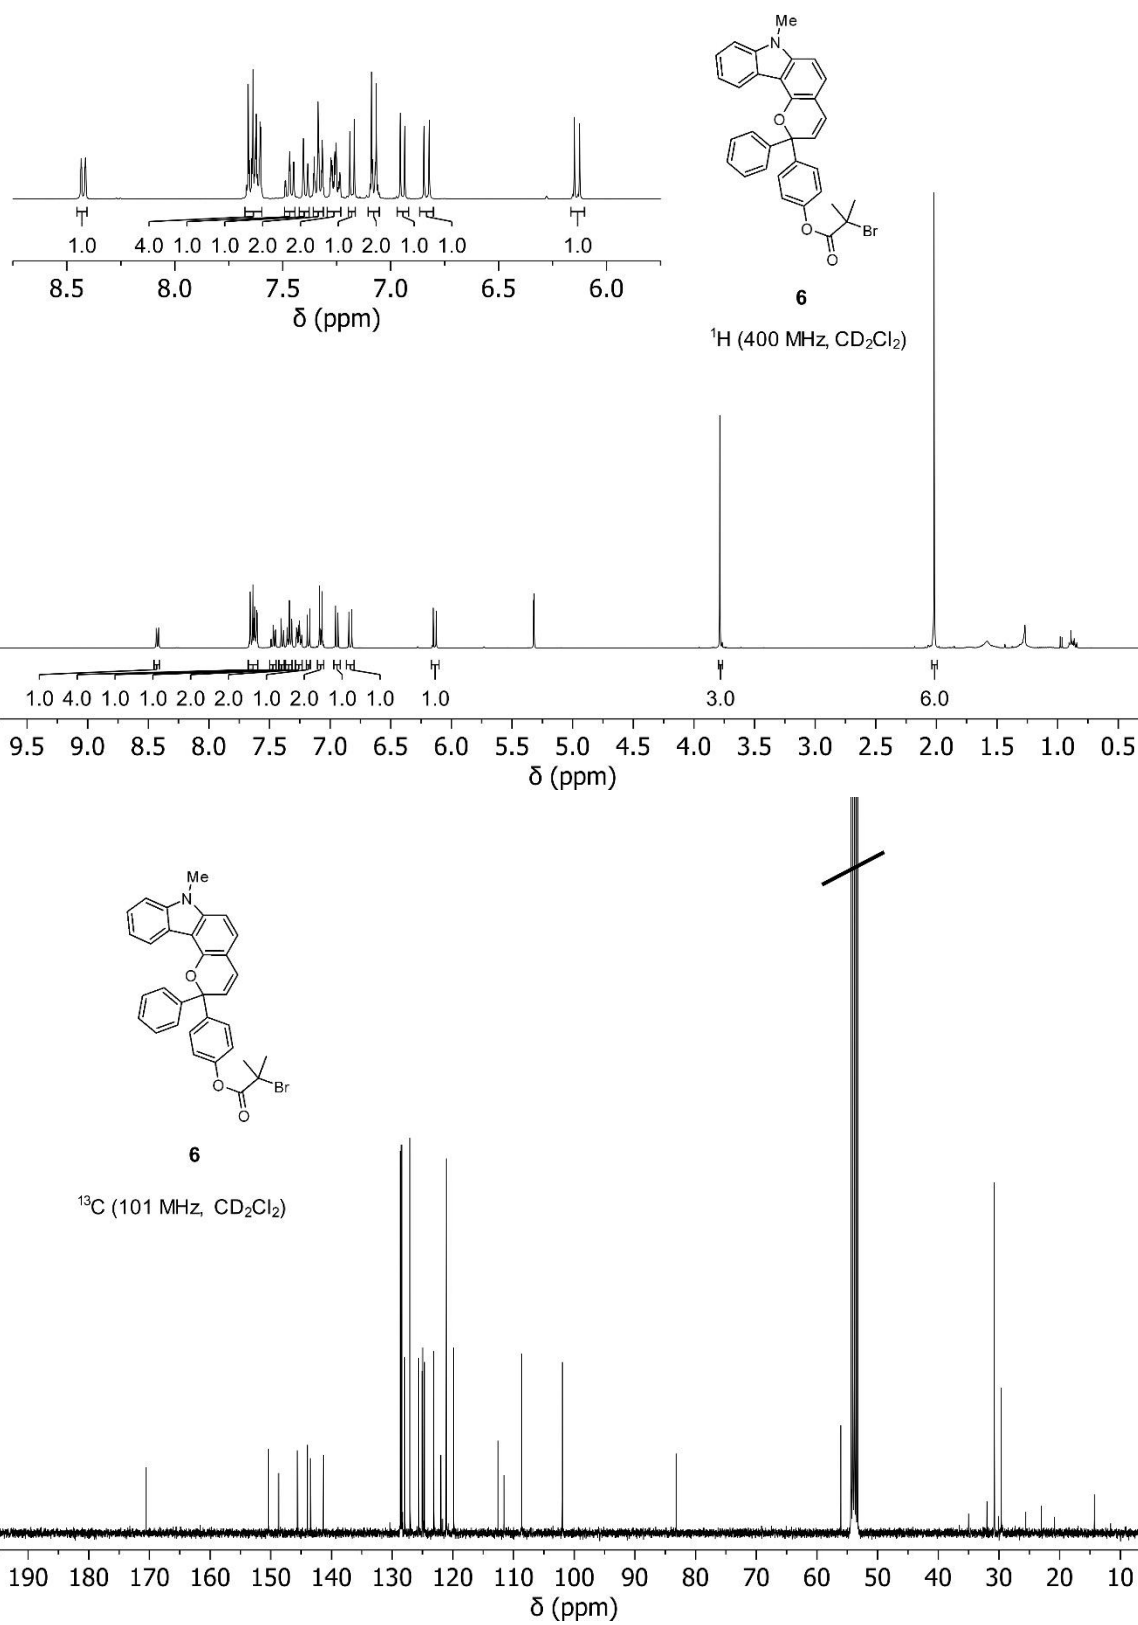 Me
N
O
O
Br
O
6
¹H (400 MHz, CD₂Cl₂)
1.0 4.0 1.0 1.0 2.0 2.0 1.0 2.0 1.0 1.0 1.0
8.5 8.0 7.5 7.0 6.5 6.0
δ (ppm)
1.0 4.0 1.0 1.0 2.0 2.0 1.0 2.0 1.0 1.0 1.0 3.0 6.0
9.5 9.0 8.5 8.0 7.5 7.0 6.5 6.0 5.5 5.0 4.5 4.0 3.5 3.0 2.5 2.0 1.5 1.0 0.5
δ (ppm)
Me
N
O
O
Br
O
6
¹³C (101 MHz, CD₂Cl₂)
190 180 170 160 150 140 130 120 110 100 90 80 70 60 50 40 30 20 10
δ (ppm)